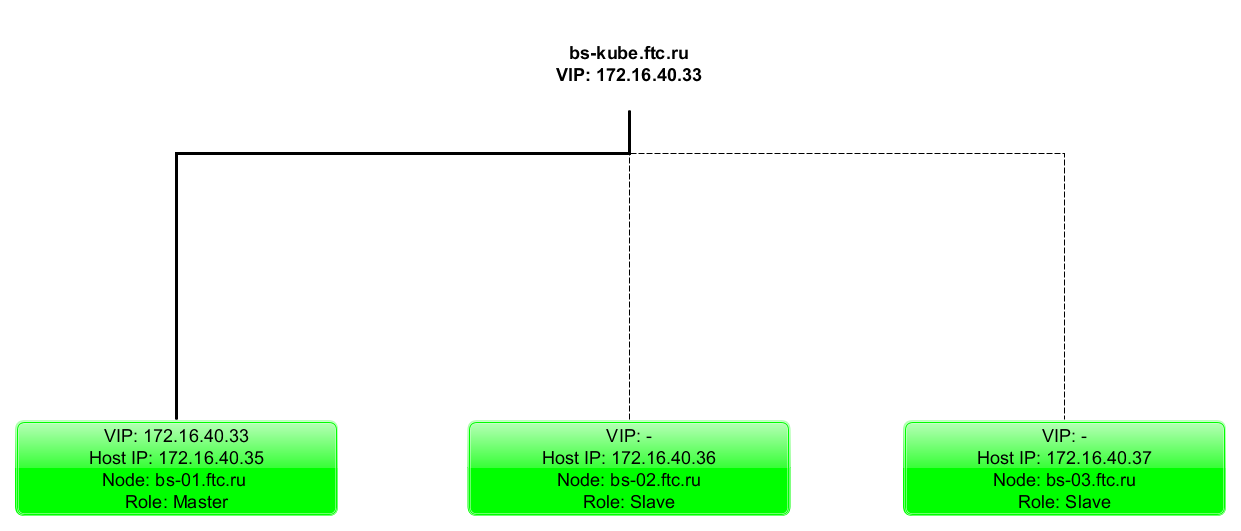 bs-kube.ftc.ru
VIP: 172.16.40.33
VIP: 172.16.40.33
Host IP: 172.16.40.35
Node: bs-01.ftc.ru
Role: Master
VIP: -
Host IP: 172.16.40.36
Node: bs-02.ftc.ru
Role: Slave
VIP: -
Host IP: 172.16.40.37
Node: bs-03.ftc.ru
Role: Slave